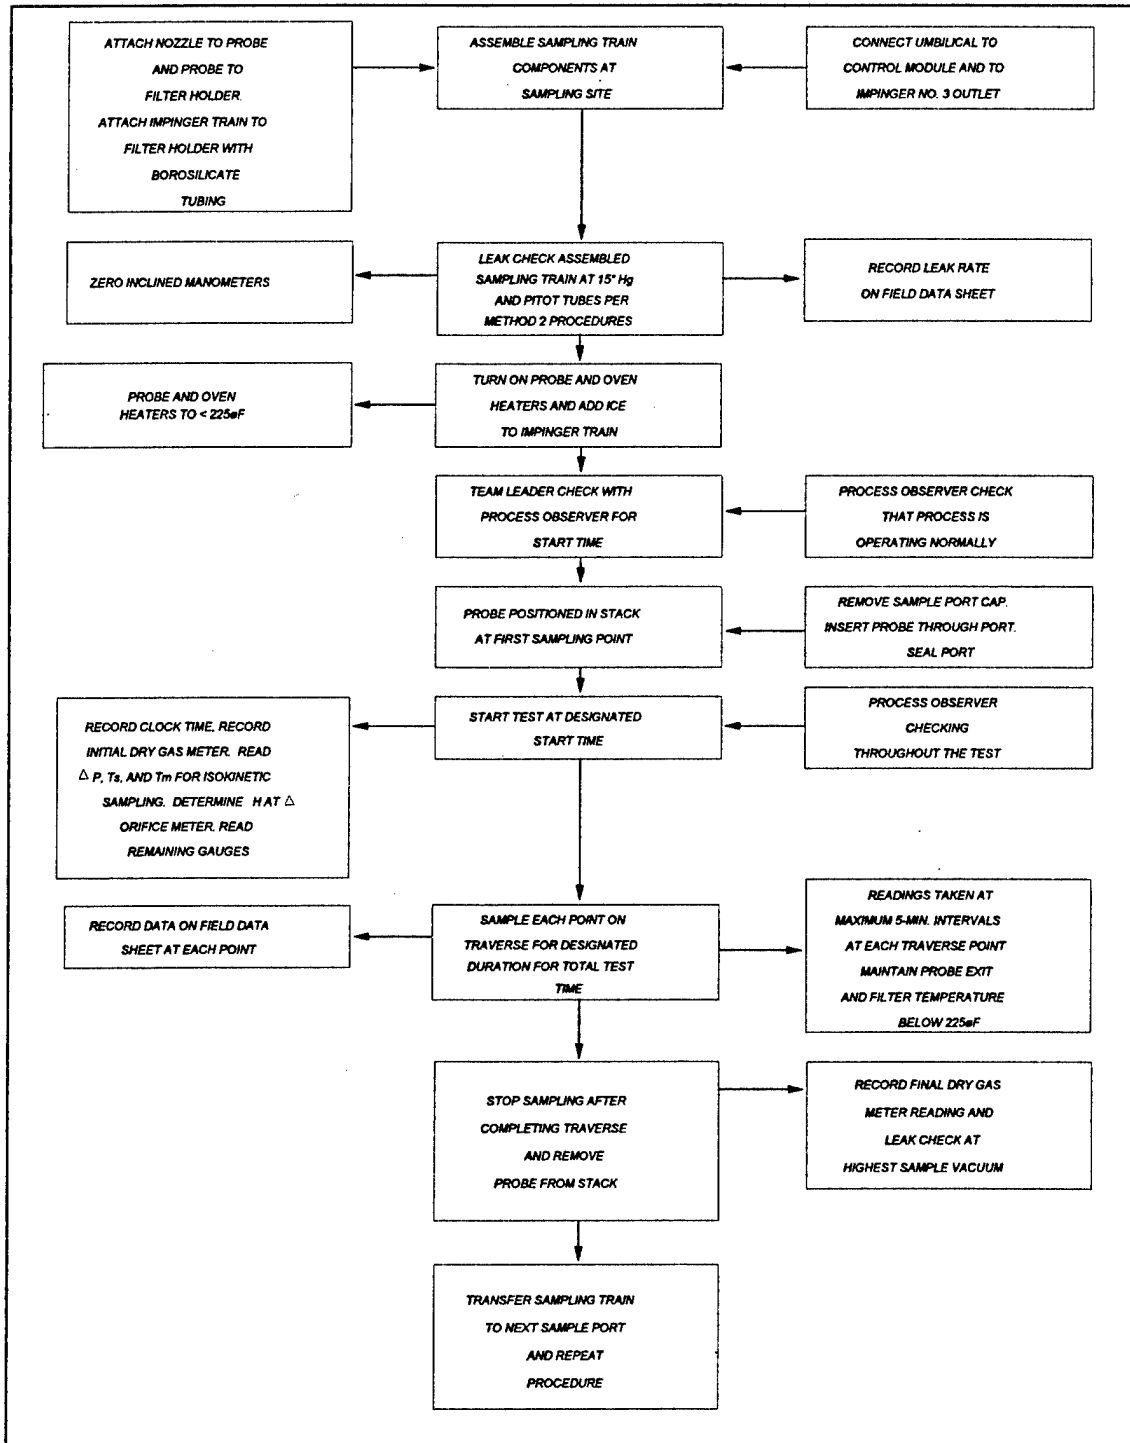 ATTACH NOZZLE TO PROBE
AND PROBE TO
FILTER HOLDER.
ATTACH IMPINGER TRAIN TO
FILTER HOLDER WITH
BOROSILICATE
TUBING
ASSEMBLE SAMPLING TRAIN
COMPONENTS AT
SAMPLING SITE
CONNECT UMBILICAL TO
CONTROL MODULE AND TO
IMPINGER NO. 3 OUTLET
ZERO INCLINED MANOMETERS
LEAK CHECK ASSEMBLED
SAMPLING TRAIN AT 15" Hg
AND PITOT TUBES PER
METHOD 2 PROCEDURES
RECORD LEAK RATE
ON FIELD DATA SHEET
PROBE AND OVEN
HEATERS TO < 225øF
TURN ON PROBE AND OVEN
HEATERS AND ADD ICE
TO IMPINGER TRAIN
TEAM LEADER CHECK WITH
PROCESS OBSERVER FOR
START TIME
PROCESS OBSERVER CHECK
THAT PROCESS IS
OPERATING NORMALLY
PROBE POSITIONED IN STACK
AT FIRST SAMPLING POINT
REMOVE SAMPLE PORT CAP.
INSERT PROBE THROUGH PORT.
SEAL PORT
RECORD CLOCK TIME, RECORD
INITIAL DRY GAS METER. READ
Δ P, Ts, AND Tm FOR ISOKINETIC
SAMPLING. DETERMINE H AT Δ
ORIFICE METER. READ
REMAINING GAUGES
START TEST AT DESIGNATED
START TIME
PROCESS OBSERVER
CHECKING
THROUGHOUT THE TEST
RECORD DATA ON FIELD DATA
SHEET AT EACH POINT
SAMPLE EACH POINT ON
TRAVERSE FOR DESIGNATED
DURATION FOR TOTAL TEST
TIME
READINGS TAKEN AT
MAXIMUM 5-MIN. INTERVALS
AT EACH TRAVERSE POINT
MAINTAIN PROBE EXIT
AND FILTER TEMPERATURE
BELOW 225øF
STOP SAMPLING AFTER
COMPLETING TRAVERSE
AND REMOVE
PROBE FROM STACK
RECORD FINAL DRY GAS
METER READING AND
LEAK CHECK AT
HIGHEST SAMPLE VACUUM
TRANSFER SAMPLING TRAIN
TO NEXT SAMPLE PORT
AND REPEAT
PROCEDURE